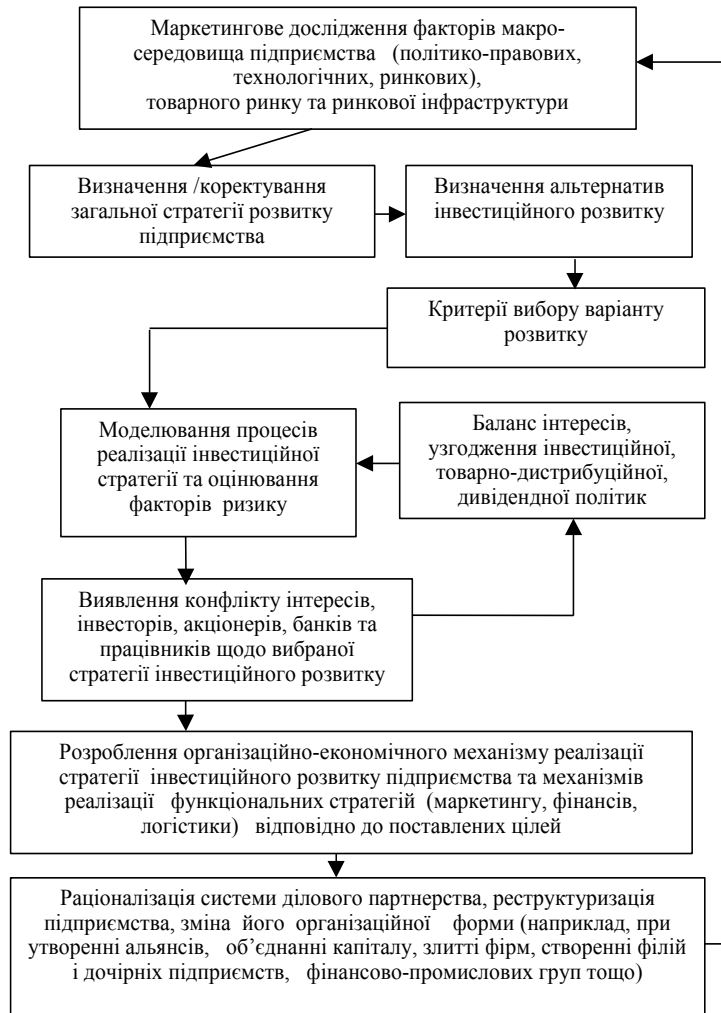 Маркетингове дослідження факторів макро-
середовища підприємства (політико-правових,
технологічних, ринкових),
товарного ринку та ринкової інфраструктури
Визначення /коректування
загальної стратегії розвитку
підприємства
Визначення альтернатив
інвестиційного розвитку
Критерії вибору варіанту
розвитку
Моделювання процесів
реалізації інвестиційної
стратегії та оцінювання
факторів ризику
Баланс інтересів,
узгодження інвестиційної,
товарно-дистрибуційної,
дивідендної політик
Виявлення конфлікту інтересів,
інвесторів, акціонерів, банків та
працівників щодо вибраної
стратегії інвестиційного розвитку
Розроблення організаційно-економічного механізму реалізації
стратегії інвестиційного розвитку підприємства та механізмів
реалізації функціональних стратегій (маркетингу, фінансів,
логістики) відповідно до поставлених цілей
Раціоналізація системи ділового партнерства, реструктуризація
підприємства, зміна його організаційної форми (наприклад, при
утворенні альянсів, об’єднанні капіталу, злитті фірм, створенні філій
і дочірніх підприємств, фінансово-промислових груп тощо)